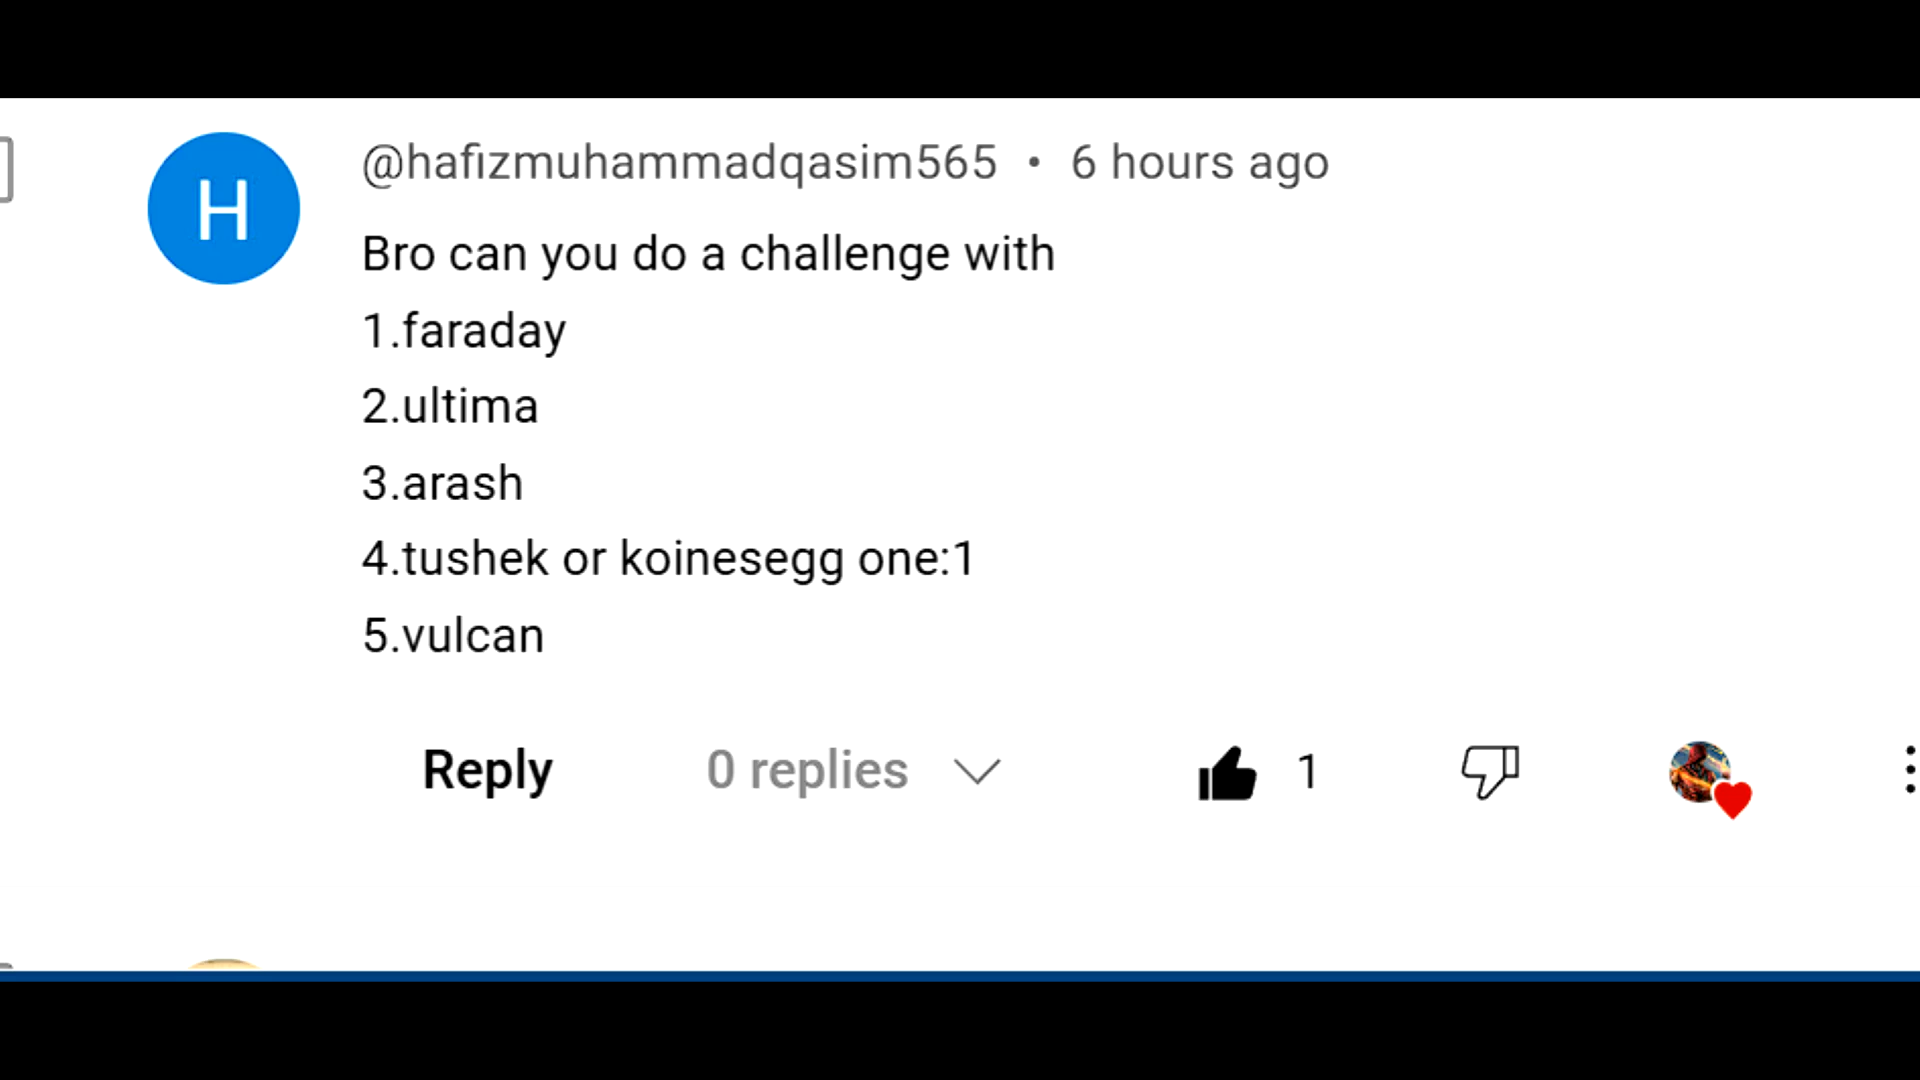 H
@hafizmuhammadqasim565 • 6 hours ago
Bro can you do a challenge with
1.faraday
2.ultima
3.arash
4.tushek or koinesegg one:1
5.vulcan
Reply 0 replies 1